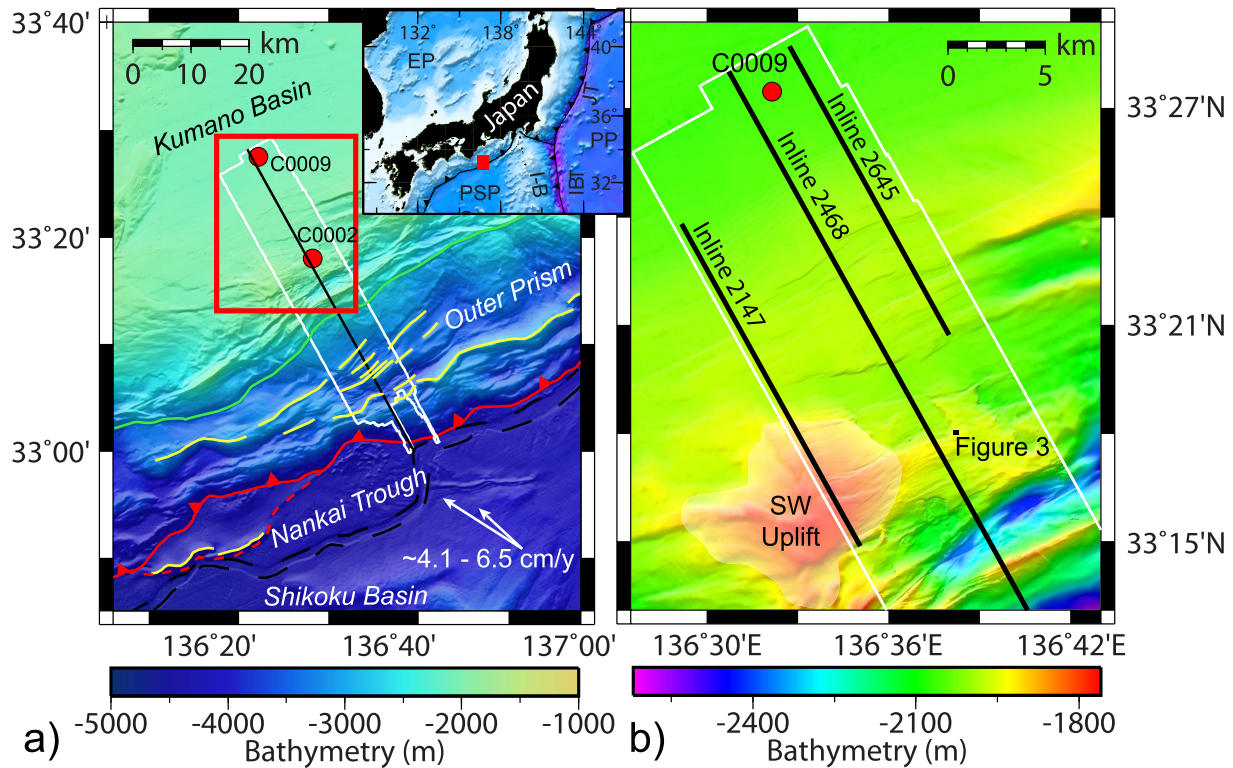 33°40'
33°20'
33°00'
km
0 10 20
Kumano Basin
C0009
C0002
Outer Prism
Nankai Trough
~4.1 - 6.5 cm/y
Shikoku Basin
136°20' 136°40' 137°00'
132° 138° 144°
40°
36°
32°
EP
Japan
JT
PP
PSP
I-B
IBT
-5000 -4000 -3000 -2000 -1000
Bathymetry (m)
a)
C0009
km
0 5
Inline 2645
Inline 2468
Inline 2147
Figure 3
SW
Uplift
33°27'N
33°21'N
33°15'N
136°30'E 136°36'E 136°42'E
-2400 -2100 -1800
Bathymetry (m)
b)